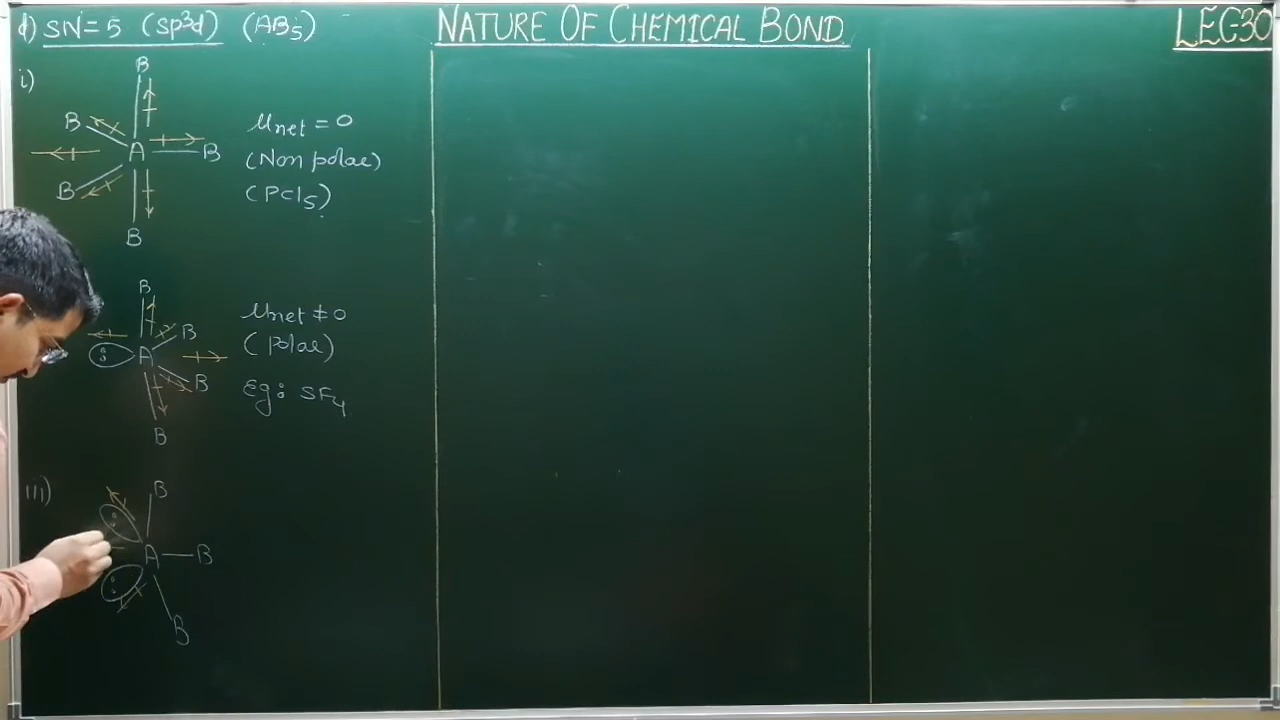 d) SN = 5 (sp³d) (AB₅)
NATURE OF CHEMICAL BOND
LEC-30
i)
B
B
A
B
B
B
μnet = 0
(Non polar)
(PCl₅)
B
B
A
B
B
μnet ≠ 0
(Polar)
Eg: SF₄
iii)
B
A
B
B